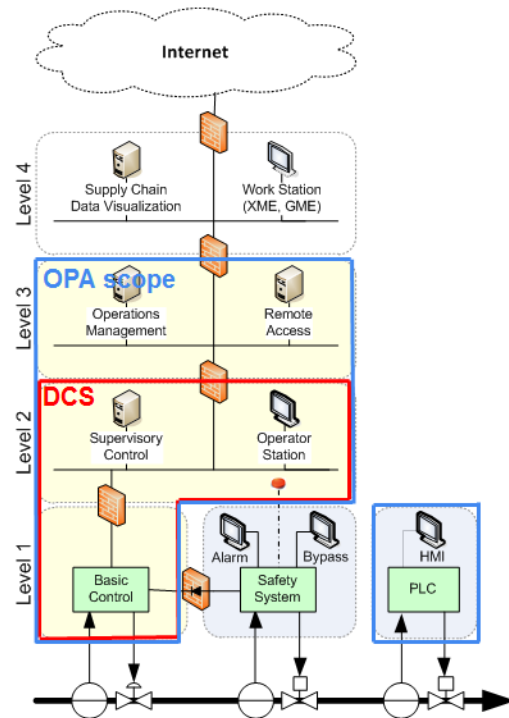 Internet
Level 4
Supply Chain
Data Visualization
Work Station
(XME, GME)
OPA scope
Level 3
Operations
Management
Remote
Access
DCS
Level 2
Supervisory
Control
Operator
Station
Level 1
Alarm
Bypass
HMI
Basic
Control
Safety
System
PLC